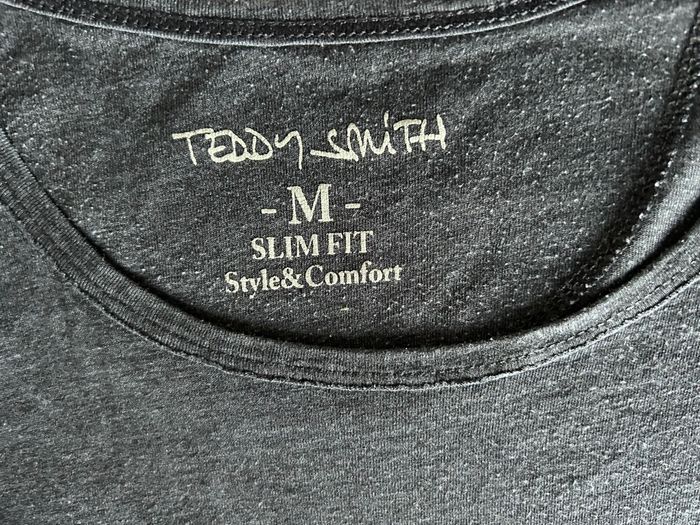 TEDDY SMiTH
- M -
SLIM FIT
Style&Comfort